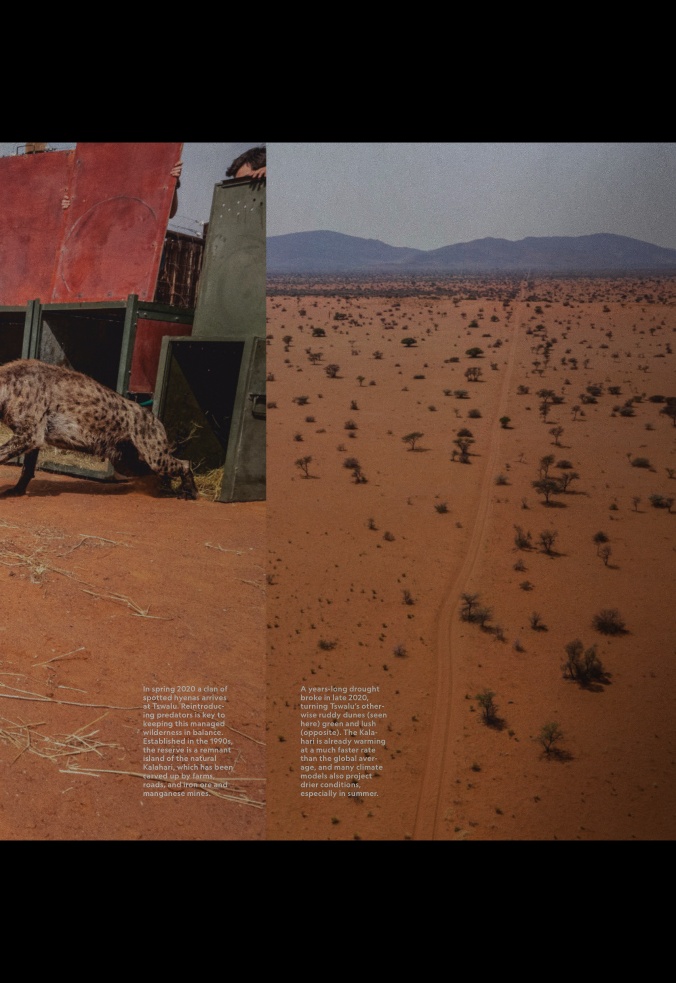 In spring 2020 a clan of
spotted hyenas arrives
at Tswalu. Reintroduc-
ing predators is key to
keeping this managed
wilderness in balance.
Established in the 1990s,
the reserve is a remnant
island of the natural
Kalahari, which has been
carved up by farms,
roads, and iron ore and
manganese mines.
A years-long drought
broke in late 2020,
turning Tswalu's other-
wise ruddy dunes (seen
here) green and lush
(opposite). The Kala-
hari is already warming
at a much faster rate
than the global aver-
age, and many climate
models also project
drier conditions,
especially in summer.